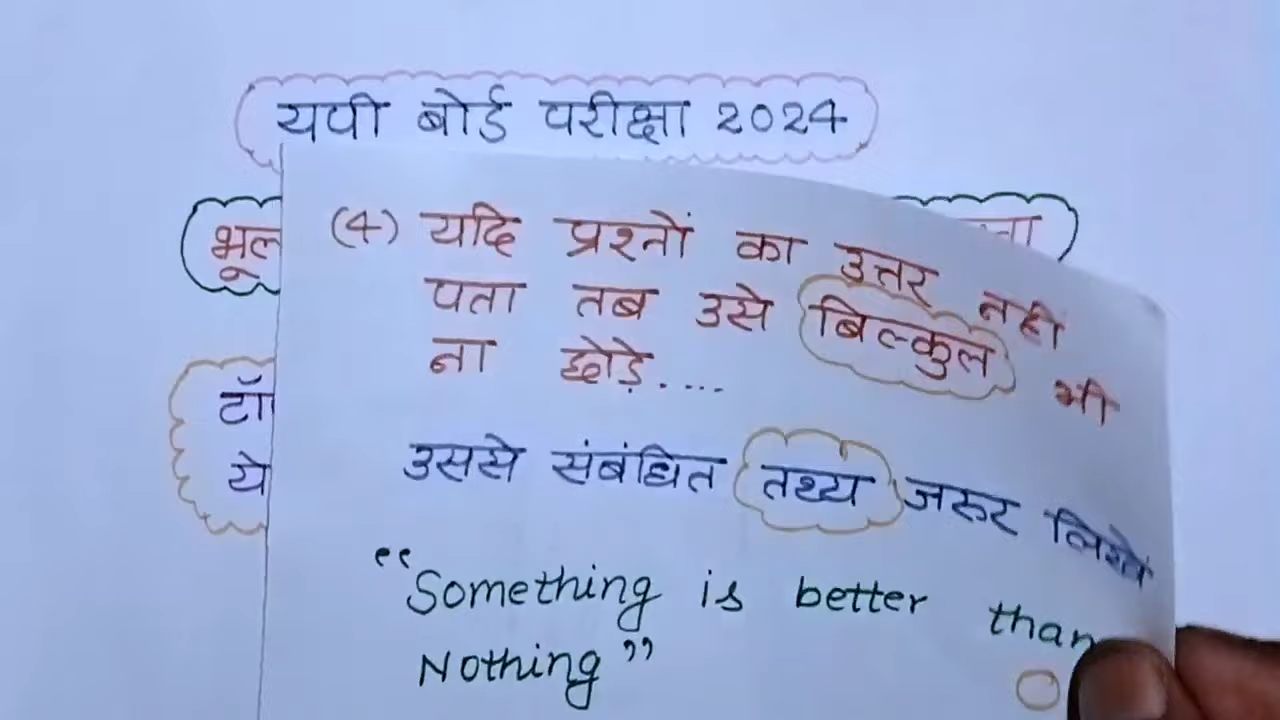 यपी बोर्ड परीक्षा 2024
(4) यदि प्रश्नों का उत्तर नहीं
पता तब उसे बिल्कुल भी
ना छोड़े....
उससे संबंधित तथ्य जरुर लिखें
"Something is better than
Nothing"